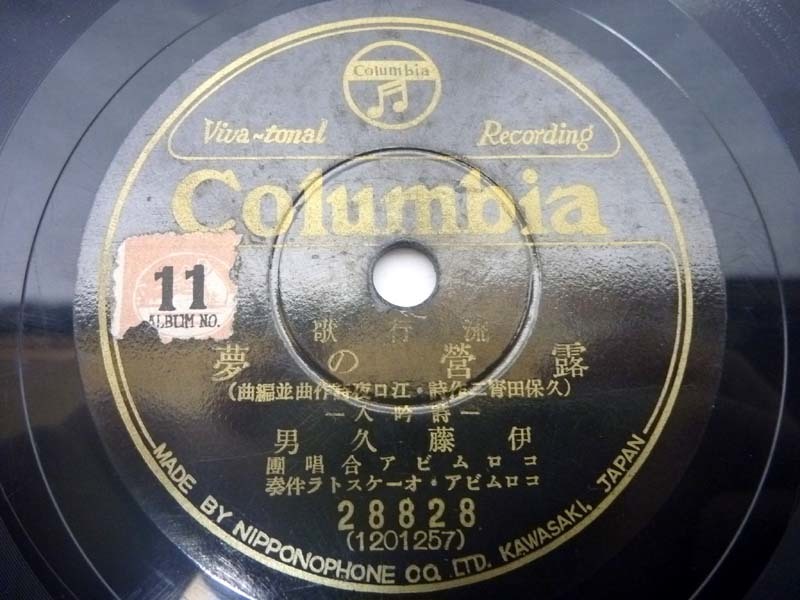 Columbia
Viva~tonal Recording
Columbia
11
ALBUM NO.
流行歌
露營の夢
(久保田宵二作詩・江口夜詩作曲並編曲)
—詩吟入—
伊藤久男
コロムビア合唱團
コロムビア・オーケストラ伴奏
28828
(1201257)
MADE BY NIPPONOPHONE CO. LTD. KAWASAKI, JAPAN